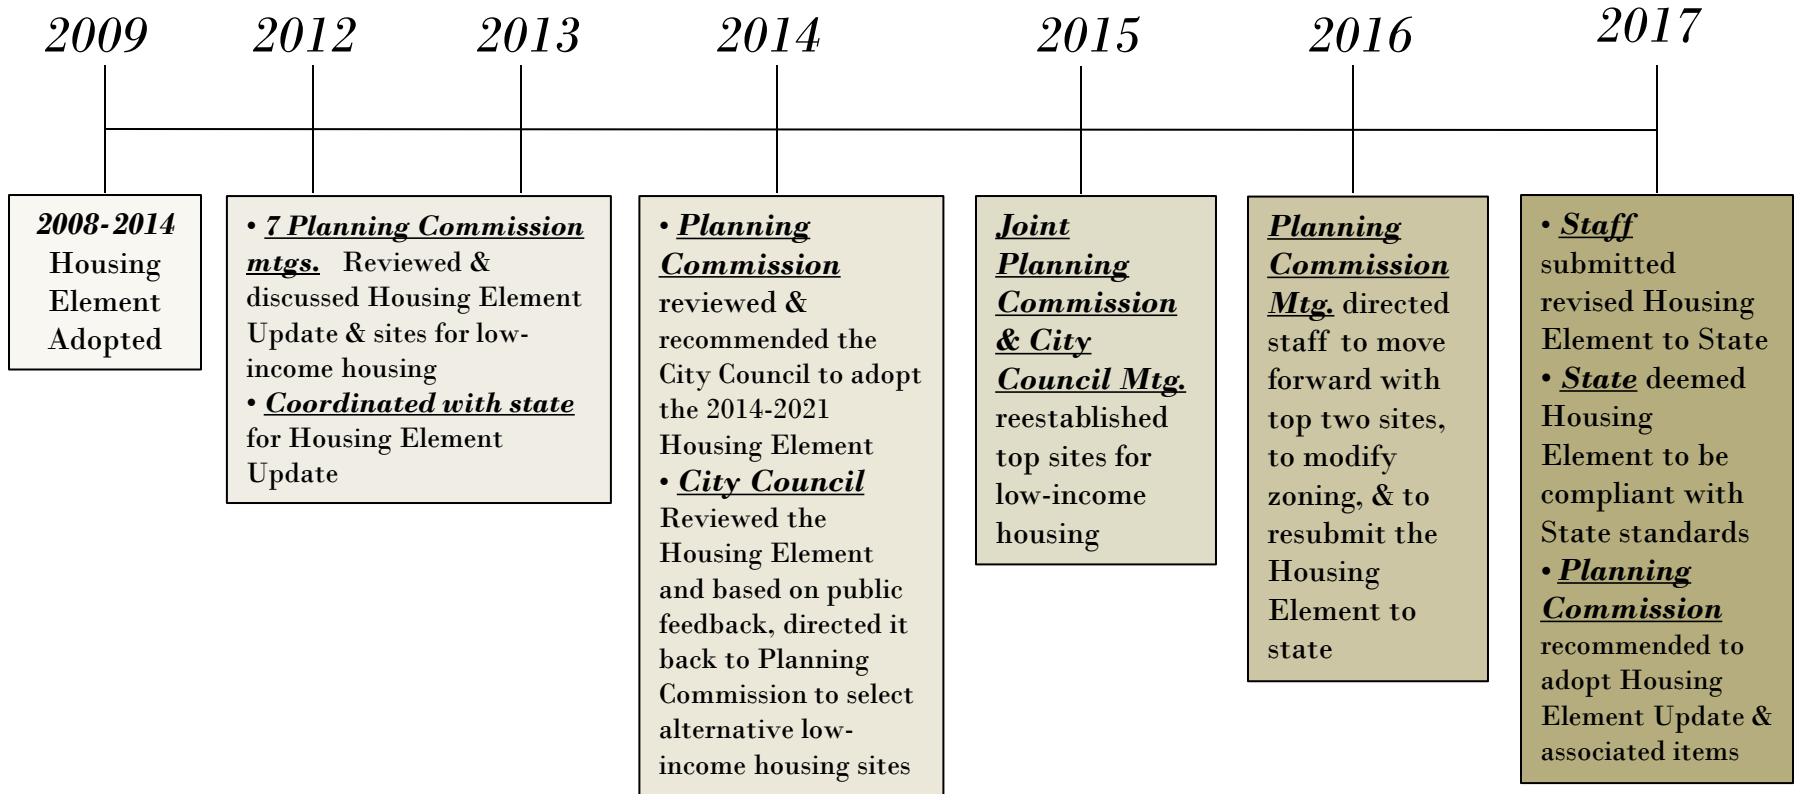 2009
2012
2013
2014
2015
2016
2017
2008-2014
Housing
Element
Adopted
• 7 Planning Commission
mtgs. Reviewed &
discussed Housing Element
Update & sites for low-
income housing
• Coordinated with state
for Housing Element
Update
• Planning
Commission
reviewed &
recommended the
City Council to adopt
the 2014-2021
Housing Element
• City Council
Reviewed the
Housing Element
and based on public
feedback, directed it
back to Planning
Commission to select
alternative low-
income housing sites
Joint
Planning
Commission
& City
Council Mtg.
reestablished
top sites for
low-income
housing
Planning
Commission
Mtg. directed
staff to move
forward with
top two sites,
to modify
zoning, & to
resubmit the
Housing
Element to
state
• Staff
submitted
revised Housing
Element to State
• State deemed
Housing
Element to be
compliant with
State standards
• Planning
Commission
recommended to
adopt Housing
Element Update &
associated items